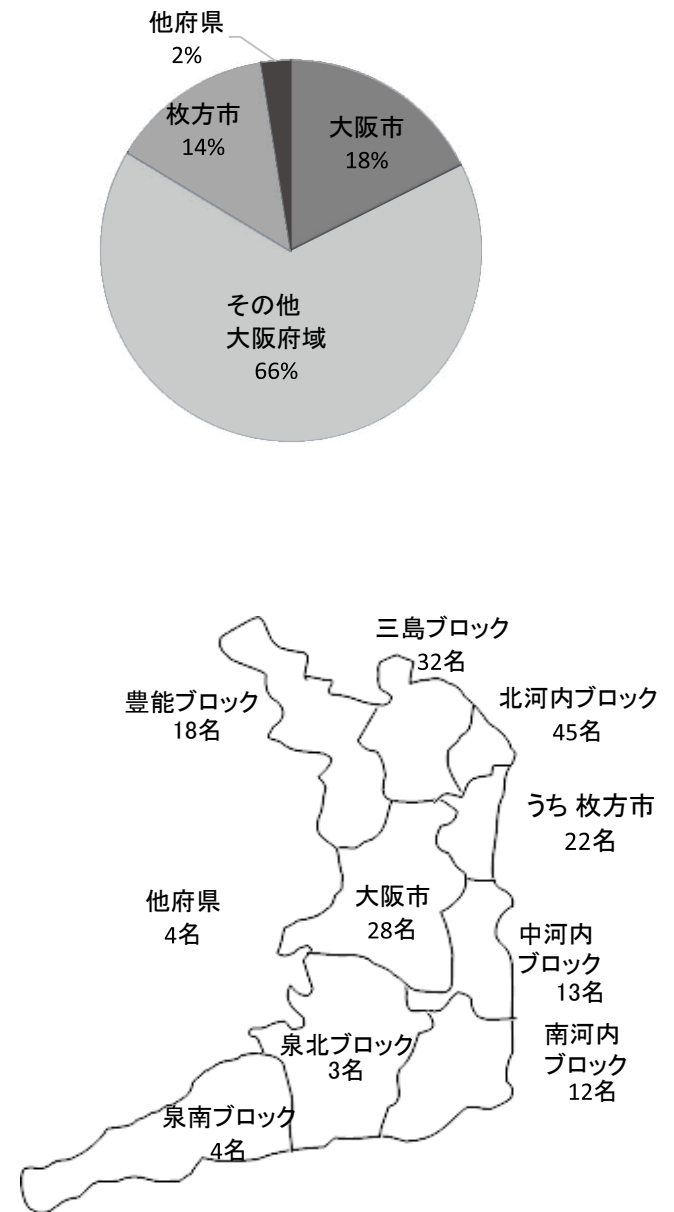 他府県
2%
枚方市
14%
大阪市
18%
その他
大阪府域
66%
三島ブロック
32名
豊能ブロック
18名
北河内ブロック
45名
うち 枚方市
22名
他府県
4名
大阪市
28名
中河内
ブロック
13名
南河内
ブロック
12名
泉北ブロック
3名
泉南ブロック
4名